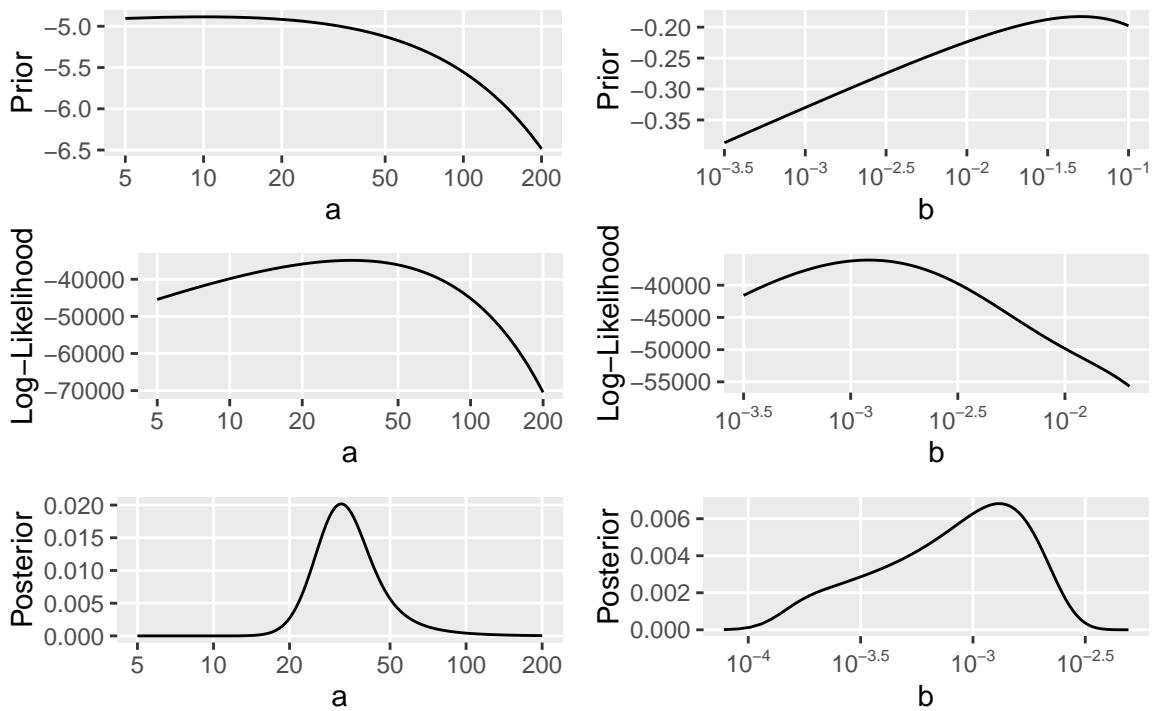 Prior
−5.0
−5.5
−6.0
−6.5
5 10 20 50 100 200
a
Prior
−0.20
−0.25
−0.30
−0.35
10^−3.5 10^−3 10^−2.5 10^−2 10^−1.5 10^−1
b
Log−Likelihood
−40000
−50000
−60000
−70000
5 10 20 50 100 200
a
Log−Likelihood
−40000
−45000
−50000
−55000
10^−3.5 10^−3 10^−2.5 10^−2
b
Posterior
0.020
0.015
0.010
0.005
0.000
5 10 20 50 100 200
a
Posterior
0.006
0.004
0.002
0.000
10^−4 10^−3.5 10^−3 10^−2.5
b